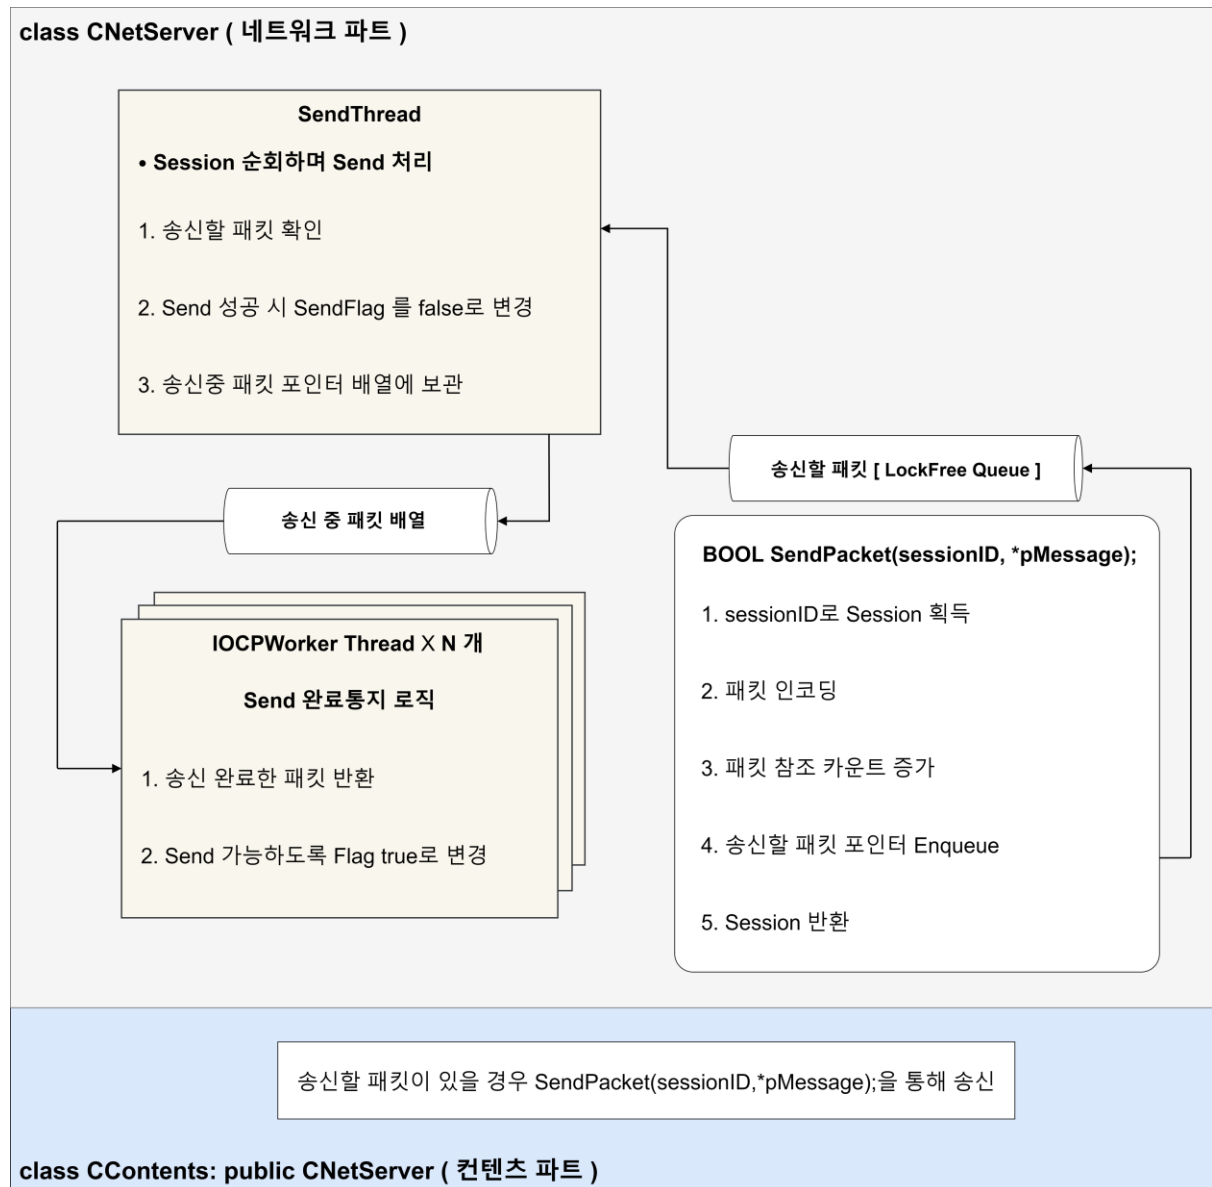 class CNetServer ( 네트워크 파트 )
SendThread
• Session 순회하며 Send 처리
1. 송신할 패킷 확인
2. Send 성공 시 SendFlag 를 false로 변경
3. 송신중 패킷 포인터 배열에 보관
송신할 패킷 [ LockFree Queue ]
송신 중 패킷 배열
BOOL SendPacket(sessionID, *pMessage);
1. sessionID로 Session 획득
2. 패킷 인코딩
3. 패킷 참조 카운트 증가
4. 송신할 패킷 포인터 Enqueue
5. Session 반환
IOCPWorker Thread X N 개
Send 완료통지 로직
1. 송신 완료한 패킷 반환
2. Send 가능하도록 Flag true로 변경
송신할 패킷이 있을 경우 SendPacket(sessionID,*pMessage);을 통해 송신
class CContents: public CNetServer ( 컨텐츠 파트 )